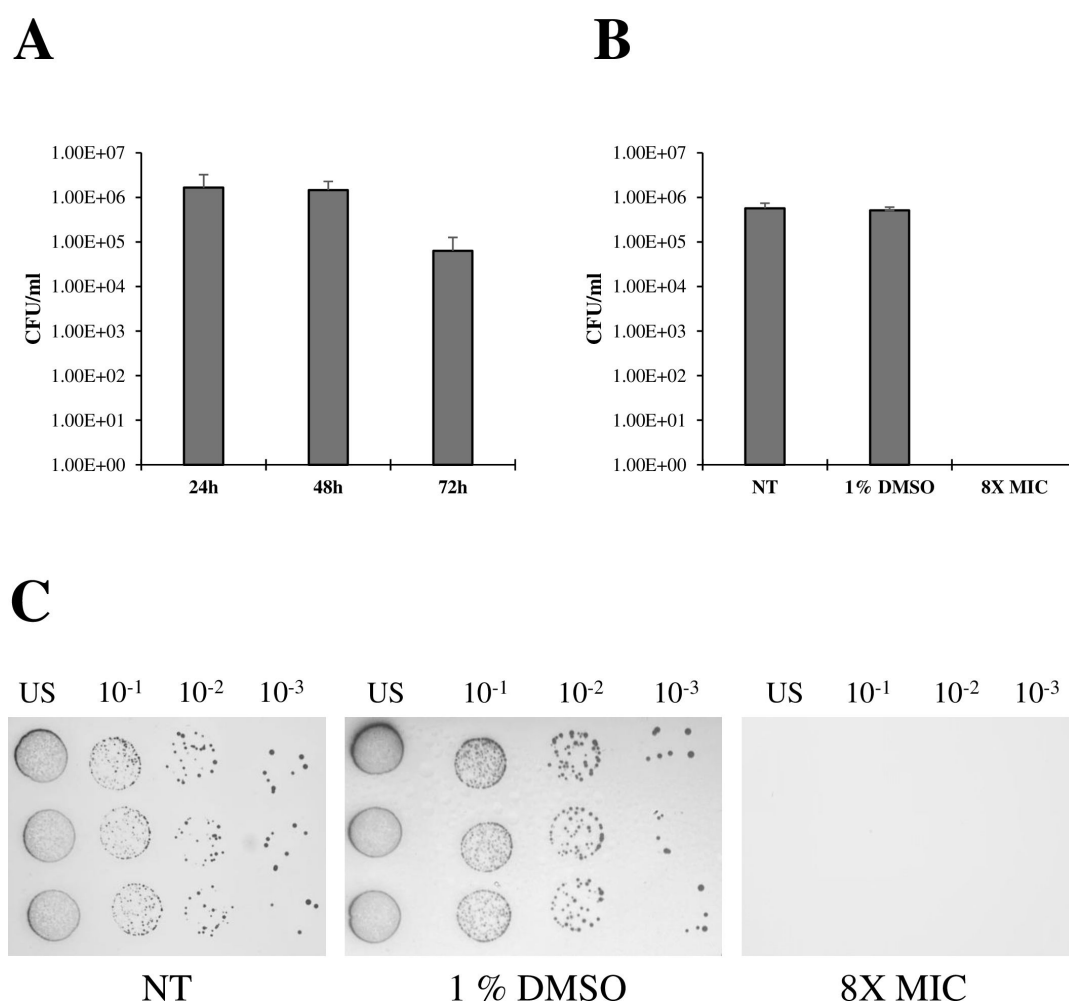 A
B
CFU/ml
1.00E+07
1.00E+06
1.00E+05
1.00E+04
1.00E+03
1.00E+02
1.00E+01
1.00E+00
24h 48h 72h
CFU/ml
1.00E+07
1.00E+06
1.00E+05
1.00E+04
1.00E+03
1.00E+02
1.00E+01
1.00E+00
NT 1% DMSO 8X MIC
C
US 10⁻¹ 10⁻² 10⁻³
US 10⁻¹ 10⁻² 10⁻³
US 10⁻¹ 10⁻² 10⁻³
NT
1 % DMSO
8X MIC